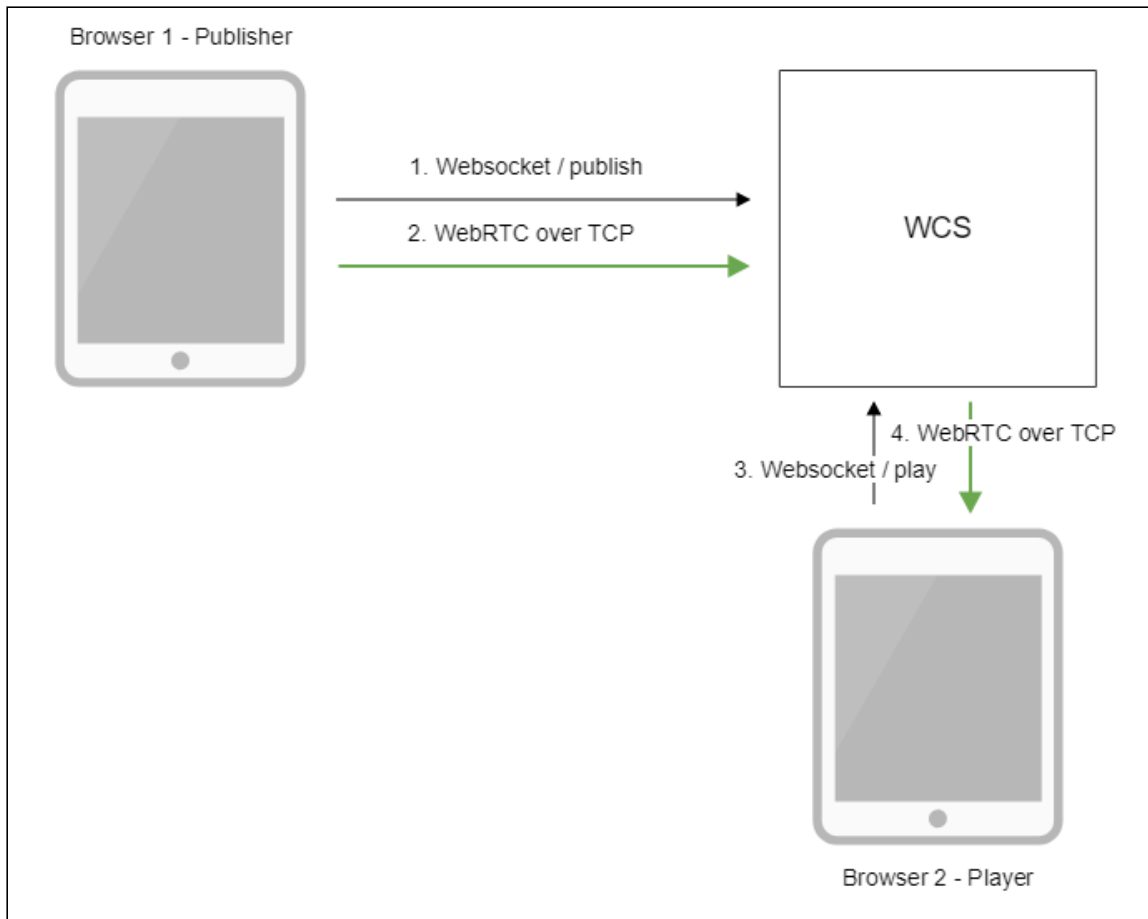 Browser 1 - Publisher
1. Websocket / publish
2. WebRTC over TCP
WCS
4. WebRTC over TCP
3. Websocket / play
Browser 2 - Player